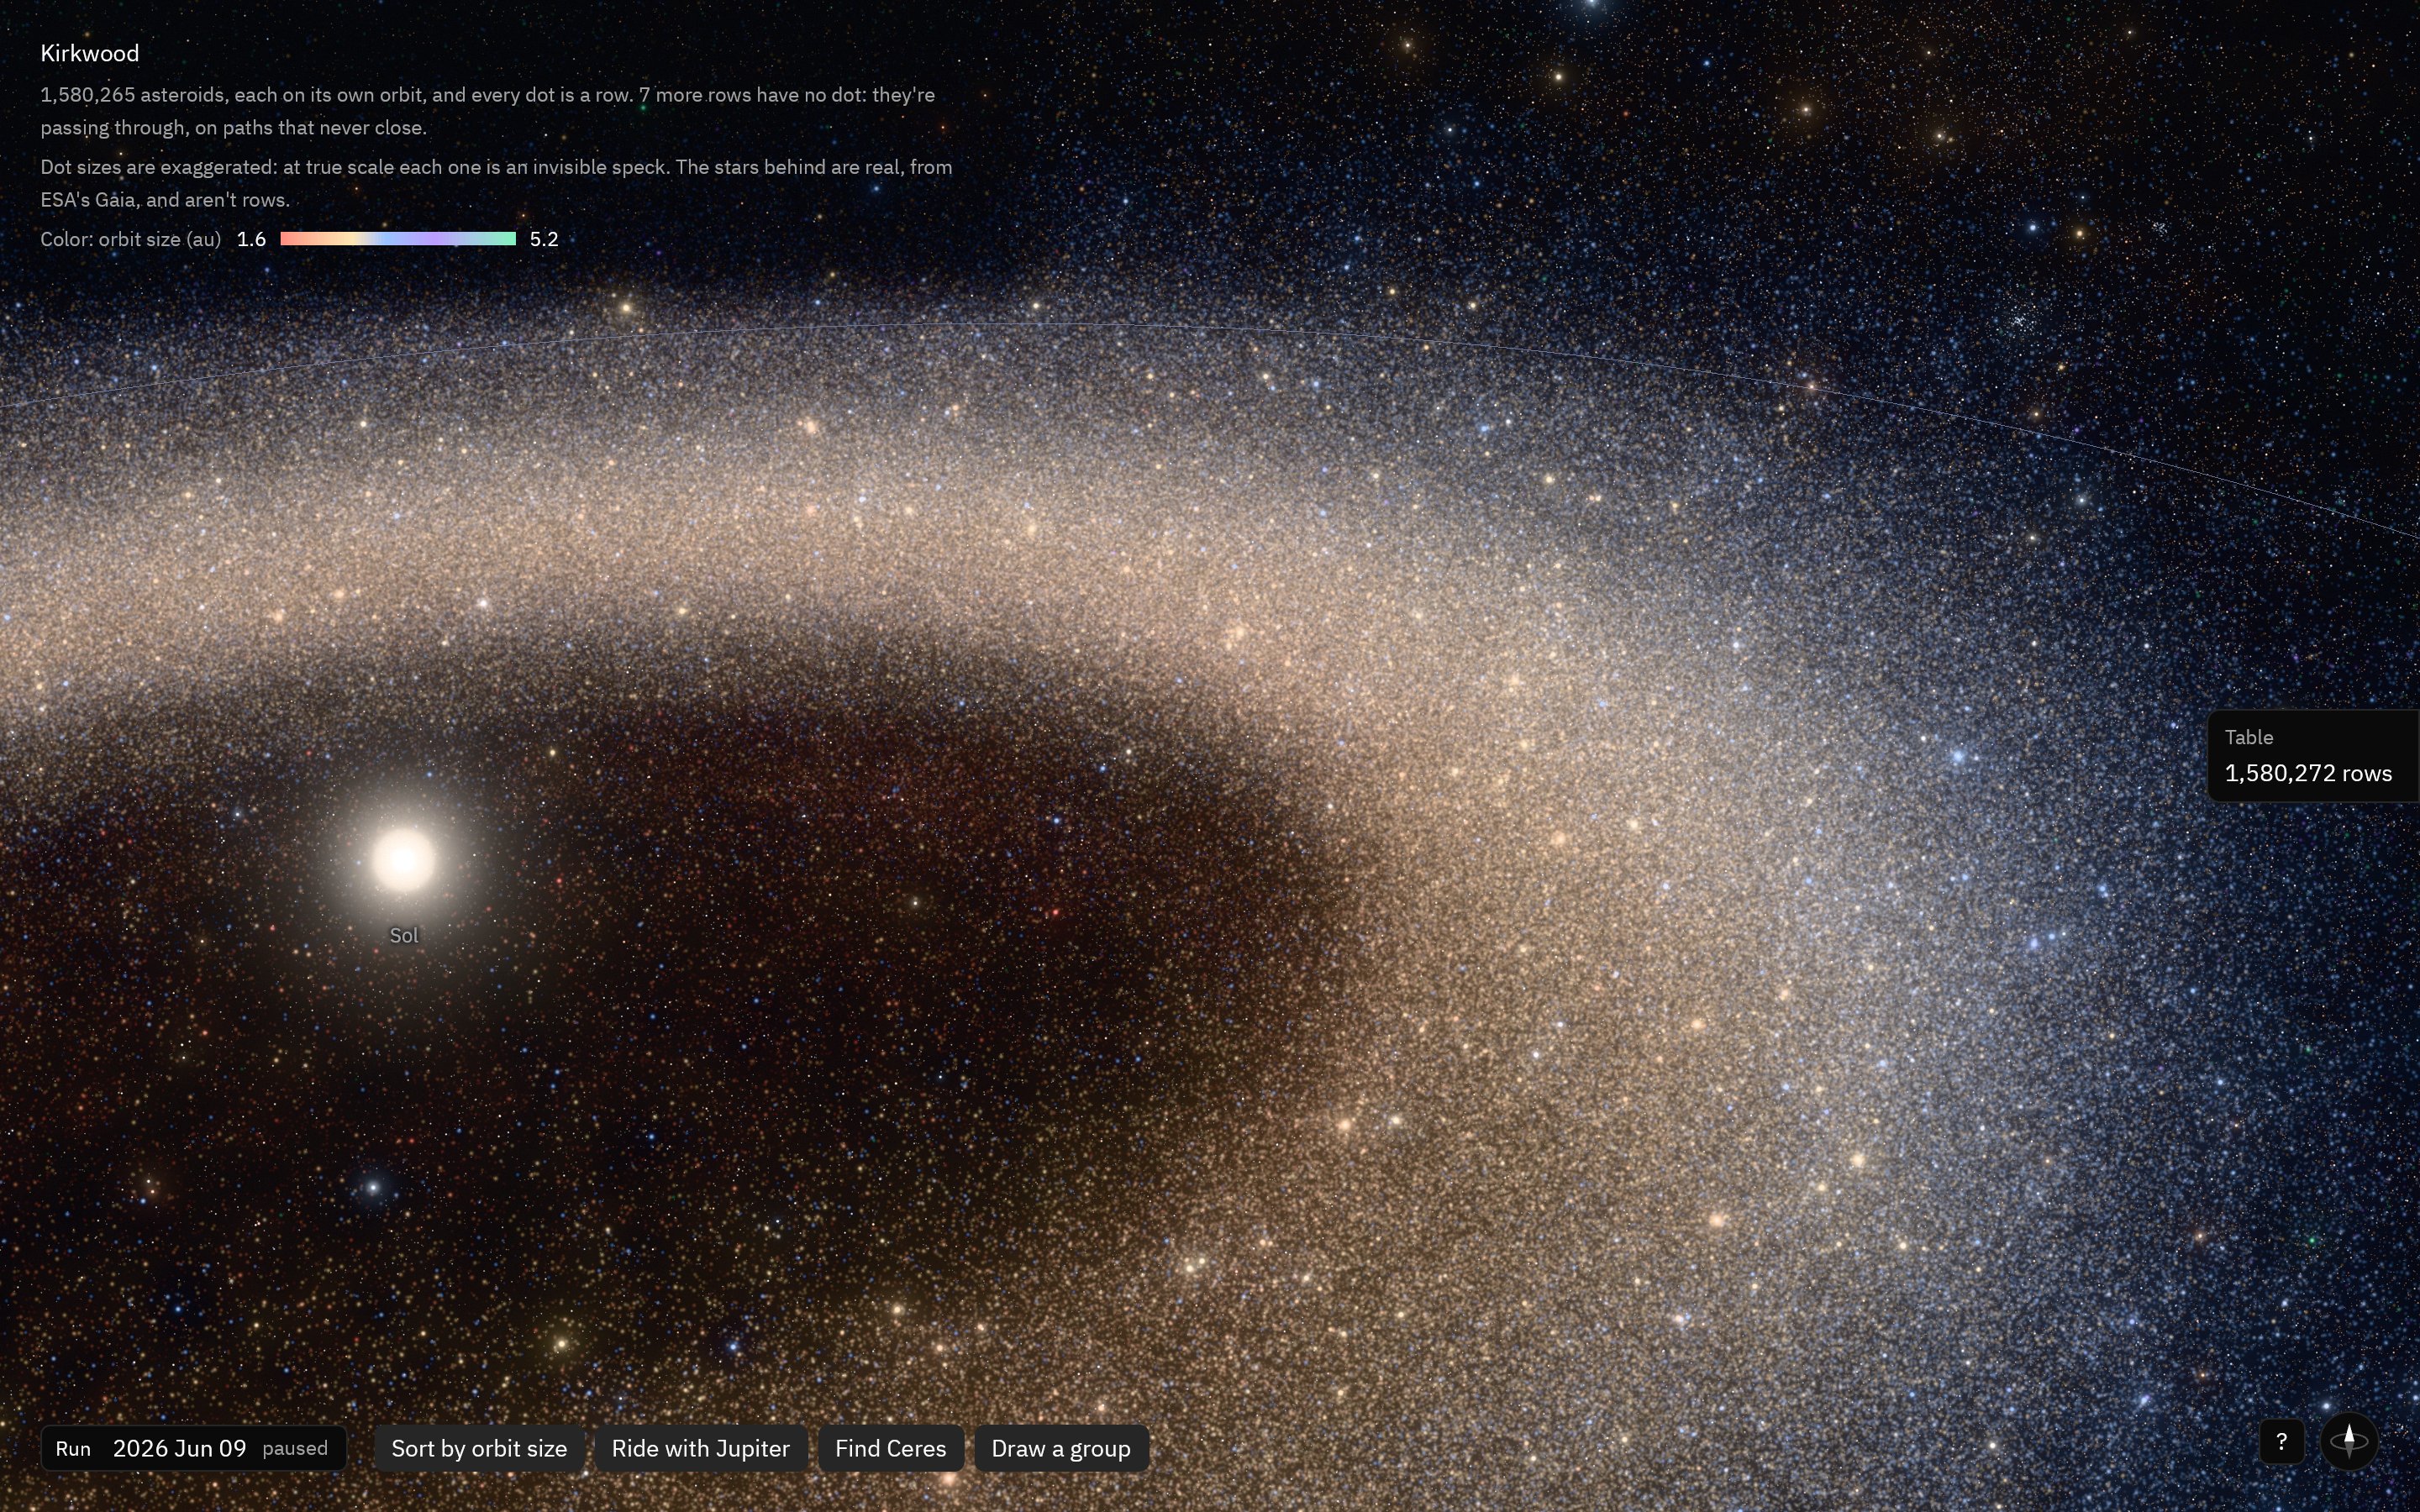 Kirkwood
1,580,265 asteroids, each on its own orbit, and every dot is a row. 7 more rows have no dot: they're
passing through, on paths that never close.
Dot sizes are exaggerated: at true scale each one is an invisible speck. The stars behind are real, from
ESA's Gaia, and aren't rows.
Color: orbit size (au) 1.6 5.2
Table
1,580,272 rows
Sol
Run 2026 Jun 09 paused Sort by orbit size Ride with Jupiter Find Ceres Draw a group ?